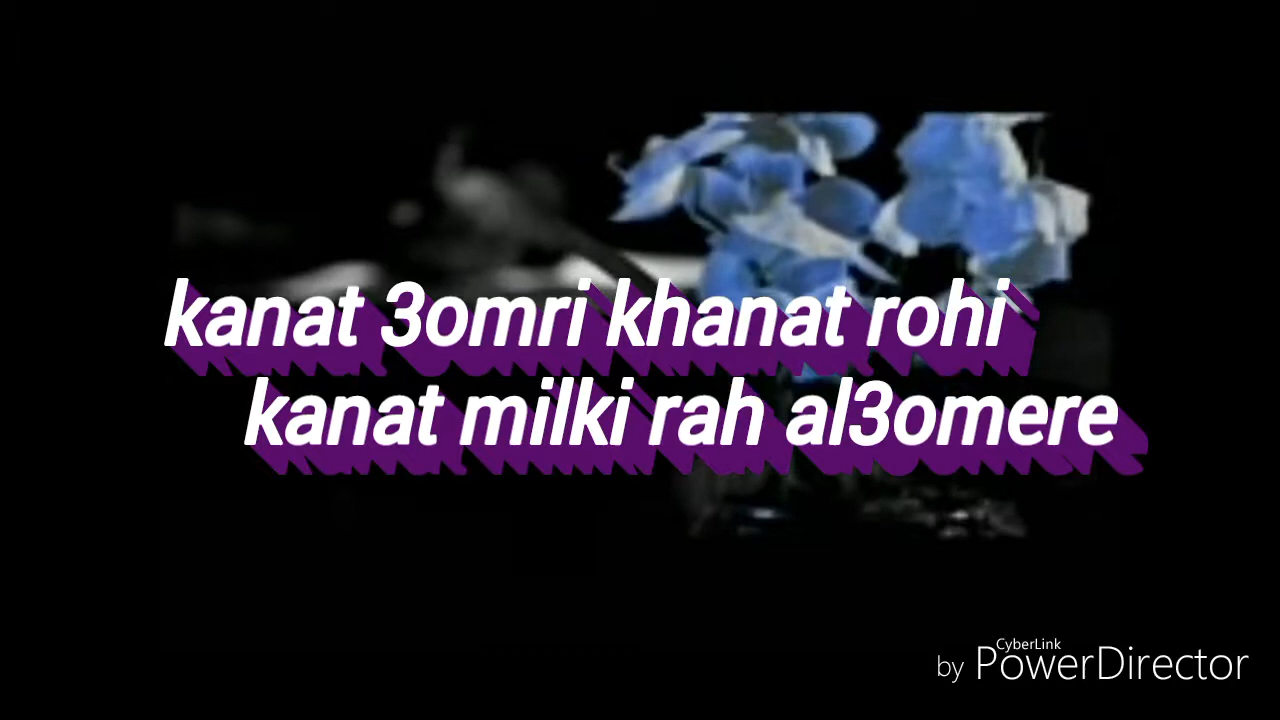 kanat 3omri khanat rohi
kanat milki rah al3omere
CyberLink
by PowerDirector